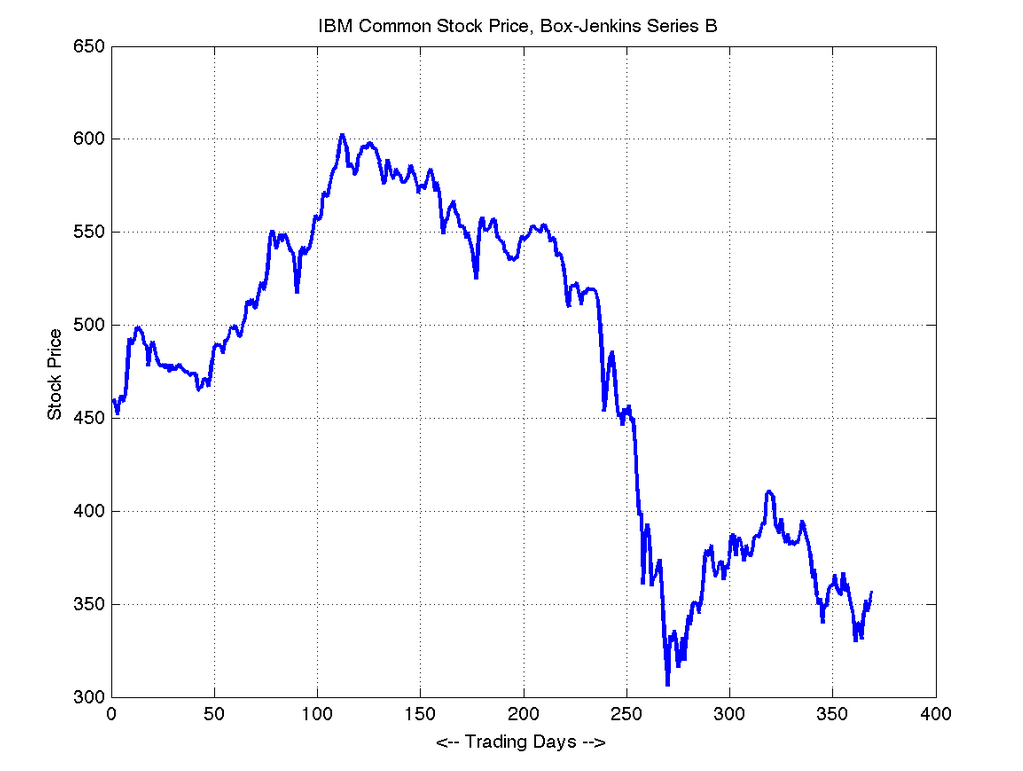 IBM Common Stock Price, Box-Jenkins Series B
650
600
550
500
450
400
350
300
Stock Price
0 50 100 150 200 250 300 350 400
<-- Trading Days -->